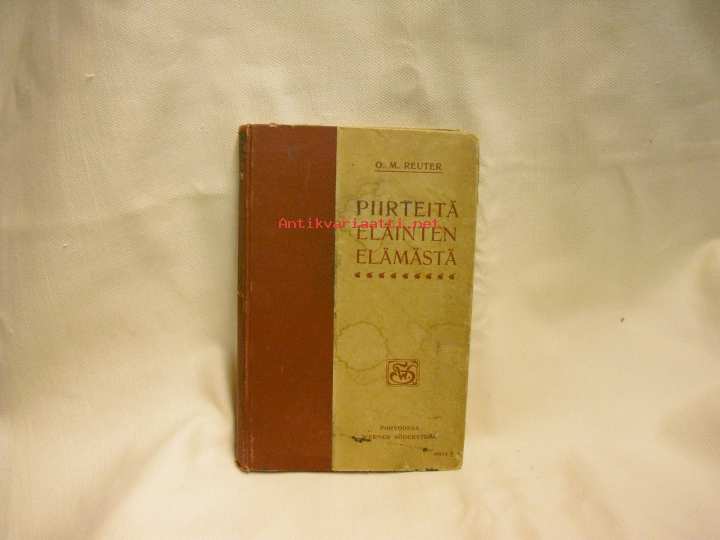 O. M. REUTER
PIIRTEITÄ
Antikvariaatti.net
ELÄINTEN
ELÄMÄSTÄ
PORVOOSSA
WERNER SÖDERSTRÖM